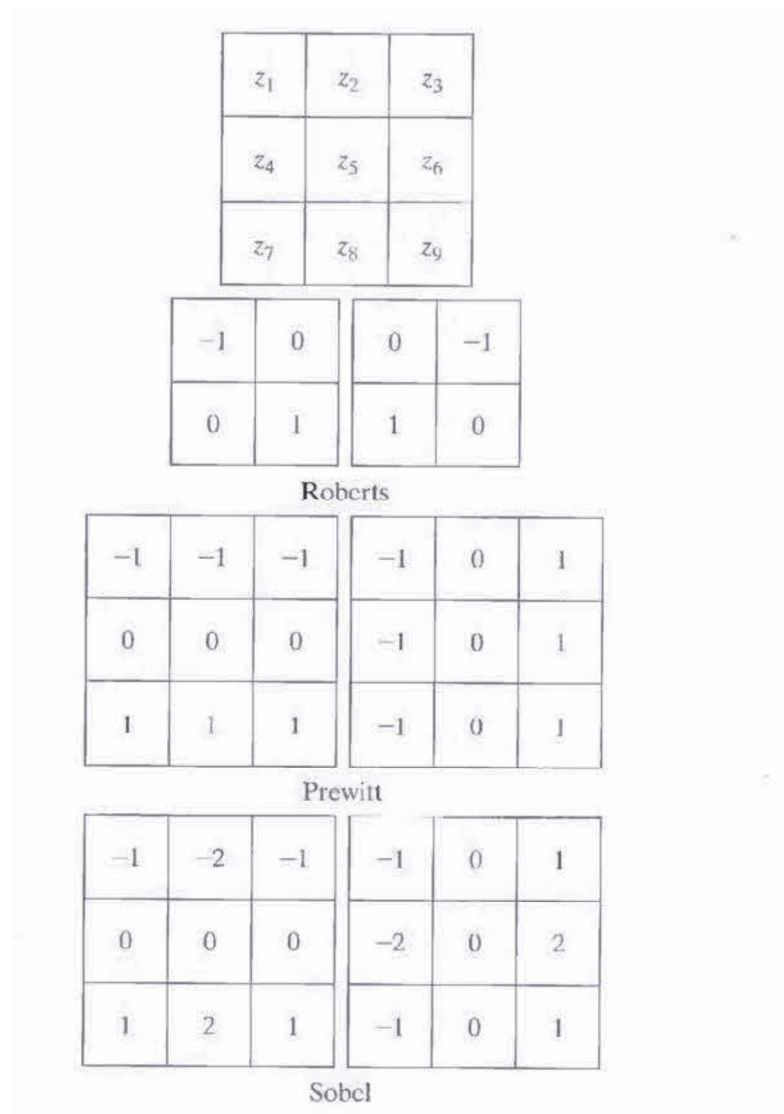 z1 z2 z3
z4 z5 z6
z7 z8 z9
−1 0 0 −1
0 1 1 0
Roberts
−1 −1 −1 −1 0 1
0 0 0 −1 0 1
1 1 1 −1 0 1
Prewitt
−1 −2 −1 −1 0 1
0 0 0 −2 0 2
1 2 1 −1 0 1
Sobel